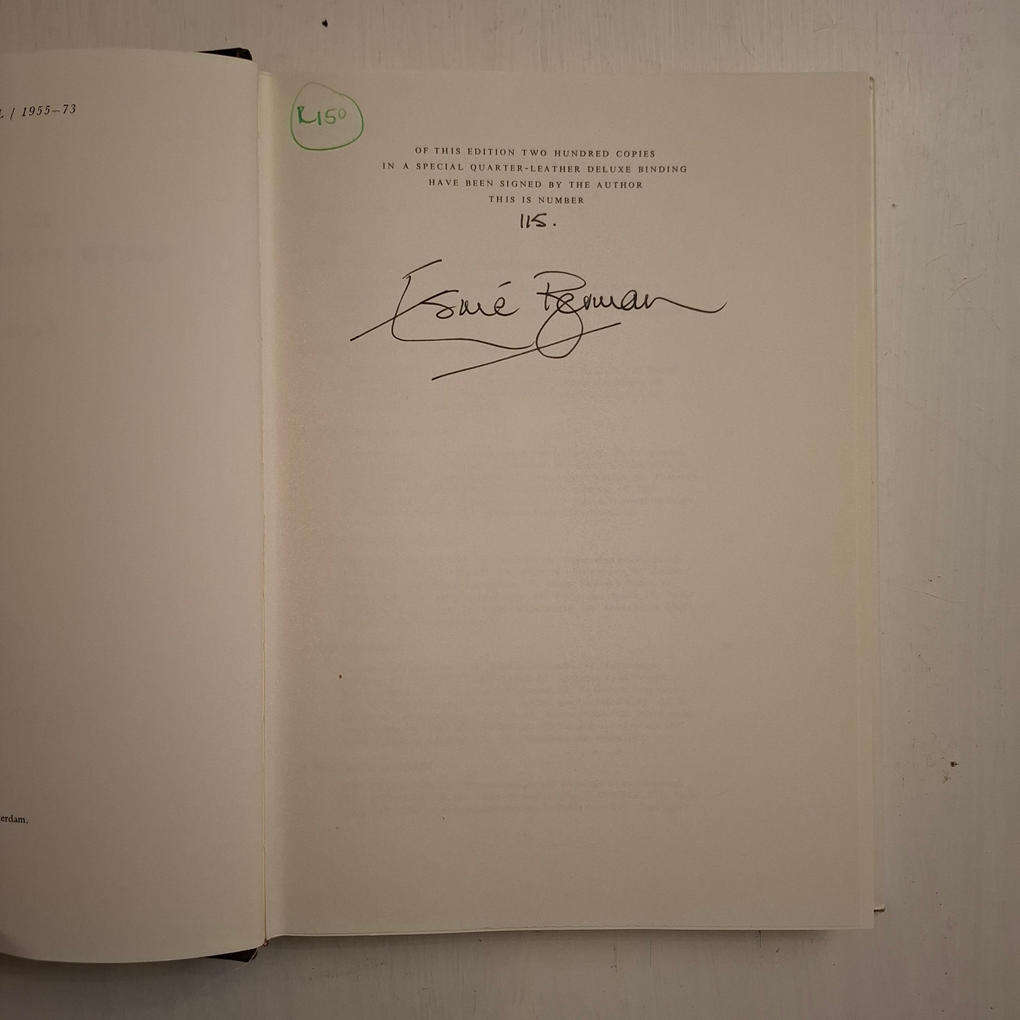 / 1955–73
R150
OF THIS EDITION TWO HUNDRED COPIES
IN A SPECIAL QUARTER-LEATHER DELUXE BINDING
HAVE BEEN SIGNED BY THE AUTHOR
THIS IS NUMBER
115.
Esmé Berman
erdam.